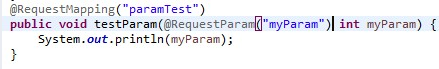 @RequestMapping("paramTest")
public void testParam(@RequestParam("myParam") int myParam) {
System.out.println(myParam);
}